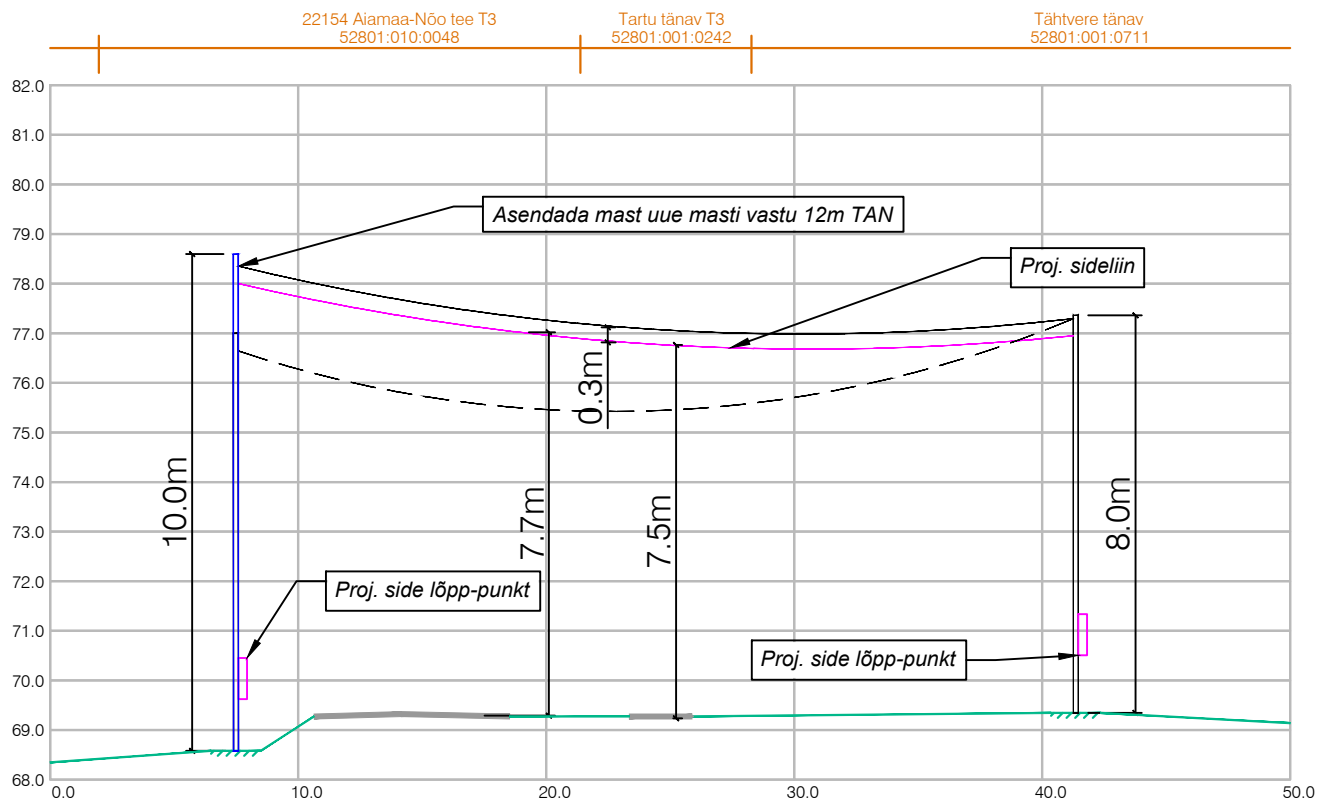 22154 Aiamaa-Nõo tee T3
52801:010:0048
Tartu tänav T3
52801:001:0242
Tähtvere tänav
52801:001:0711
82.0
81.0
80.0
79.0
78.0
77.0
76.0
75.0
74.0
73.0
72.0
71.0
70.0
69.0
68.0
Asendada mast uue masti vastu 12m TAN
Proj. sideliin
0.3m
10.0m
7.7m
7.5m
8.0m
Proj. side lõpp-punkt
Proj. side lõpp-punkt
0.0
10.0
20.0
30.0
40.0
50.0